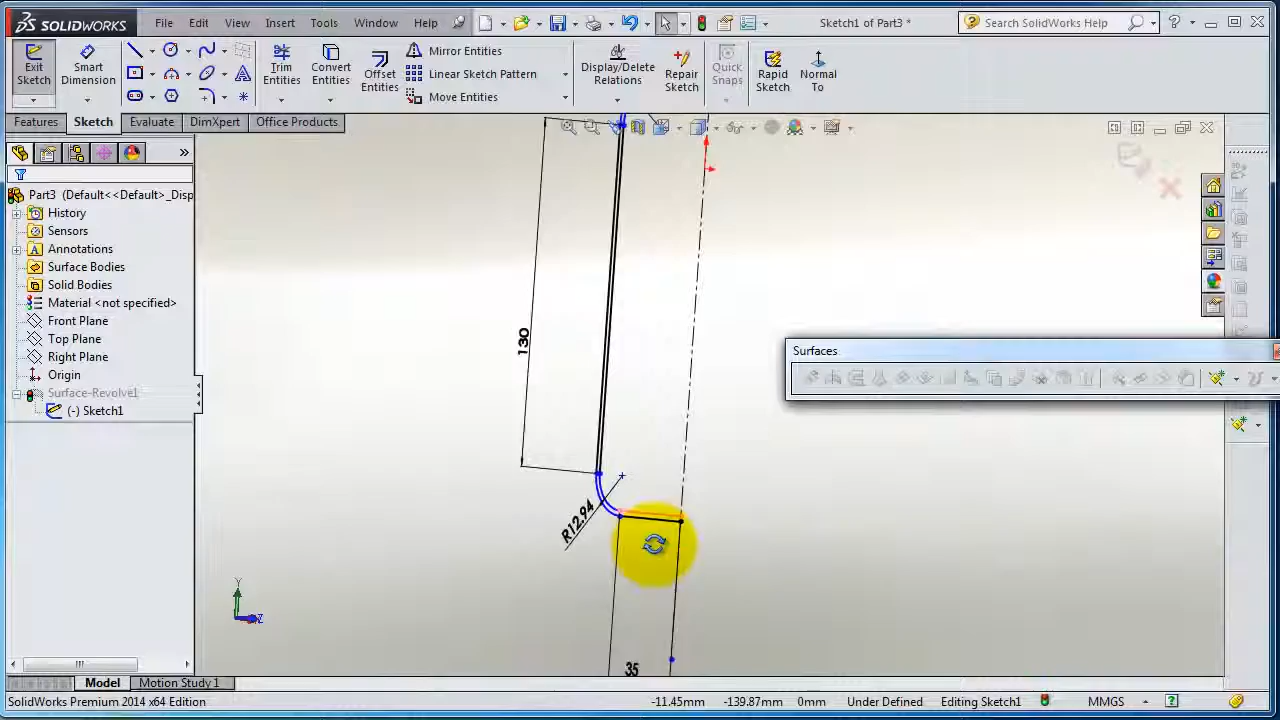 SOLIDWORKS File Edit View Insert Tools Window Help Sketch1 of Part3 * Search SolidWorks Help
Exit Sketch
Smart Dimension
Trim Entities
Convert Entities
Offset Entities
Mirror Entities
Linear Sketch Pattern
Move Entities
Display/Delete Relations
Repair Sketch
Quick Snaps
Rapid Sketch
Normal To
Features Sketch Evaluate DimXpert Office Products
Part3 (Default<<Default>_Disp
History
Sensors
Annotations
Surface Bodies
Solid Bodies
Material <not specified>
Front Plane
Top Plane
Right Plane
Origin
Surface-Revolve1
(-) Sketch1
130
R12.94
35
Surfaces
Y
Z
Model Motion Study 1
SolidWorks Premium 2014 x64 Edition -11.45mm -139.87mm 0mm Under Defined Editing Sketch1 MMGS